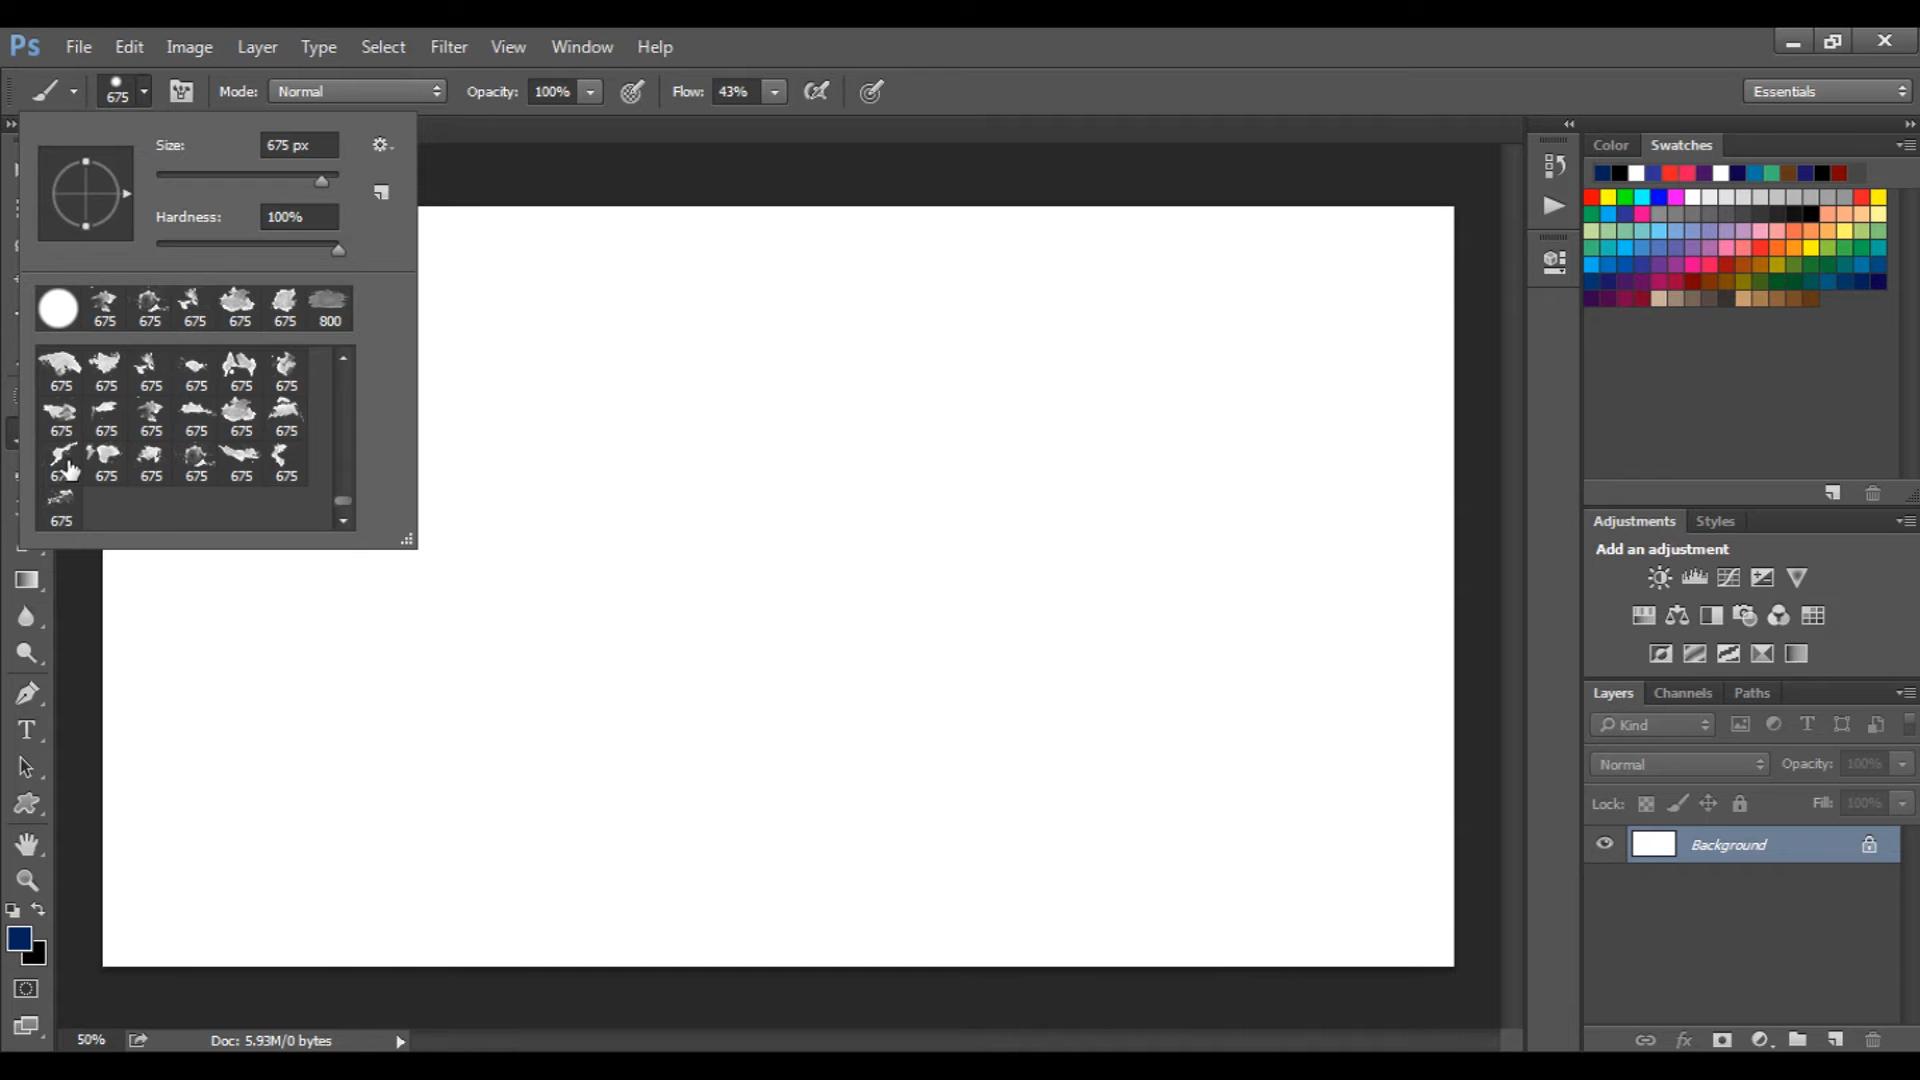 Ps File Edit Image Layer Type Select Filter View Window Help
675 Mode: Normal Opacity: 100% Flow: 43% Essentials
Size: 675 px
Hardness: 100%
675 675 675 675 675 800
675 675 675 675 675 675
675 675 675 675 675 675
675 675 675 675 675
675
Color Swatches
Adjustments Styles
Add an adjustment
Layers Channels Paths
Kind
Normal Opacity: 100%
Lock: Fill: 100%
Background
50% Doc: 5.93M/0 bytes